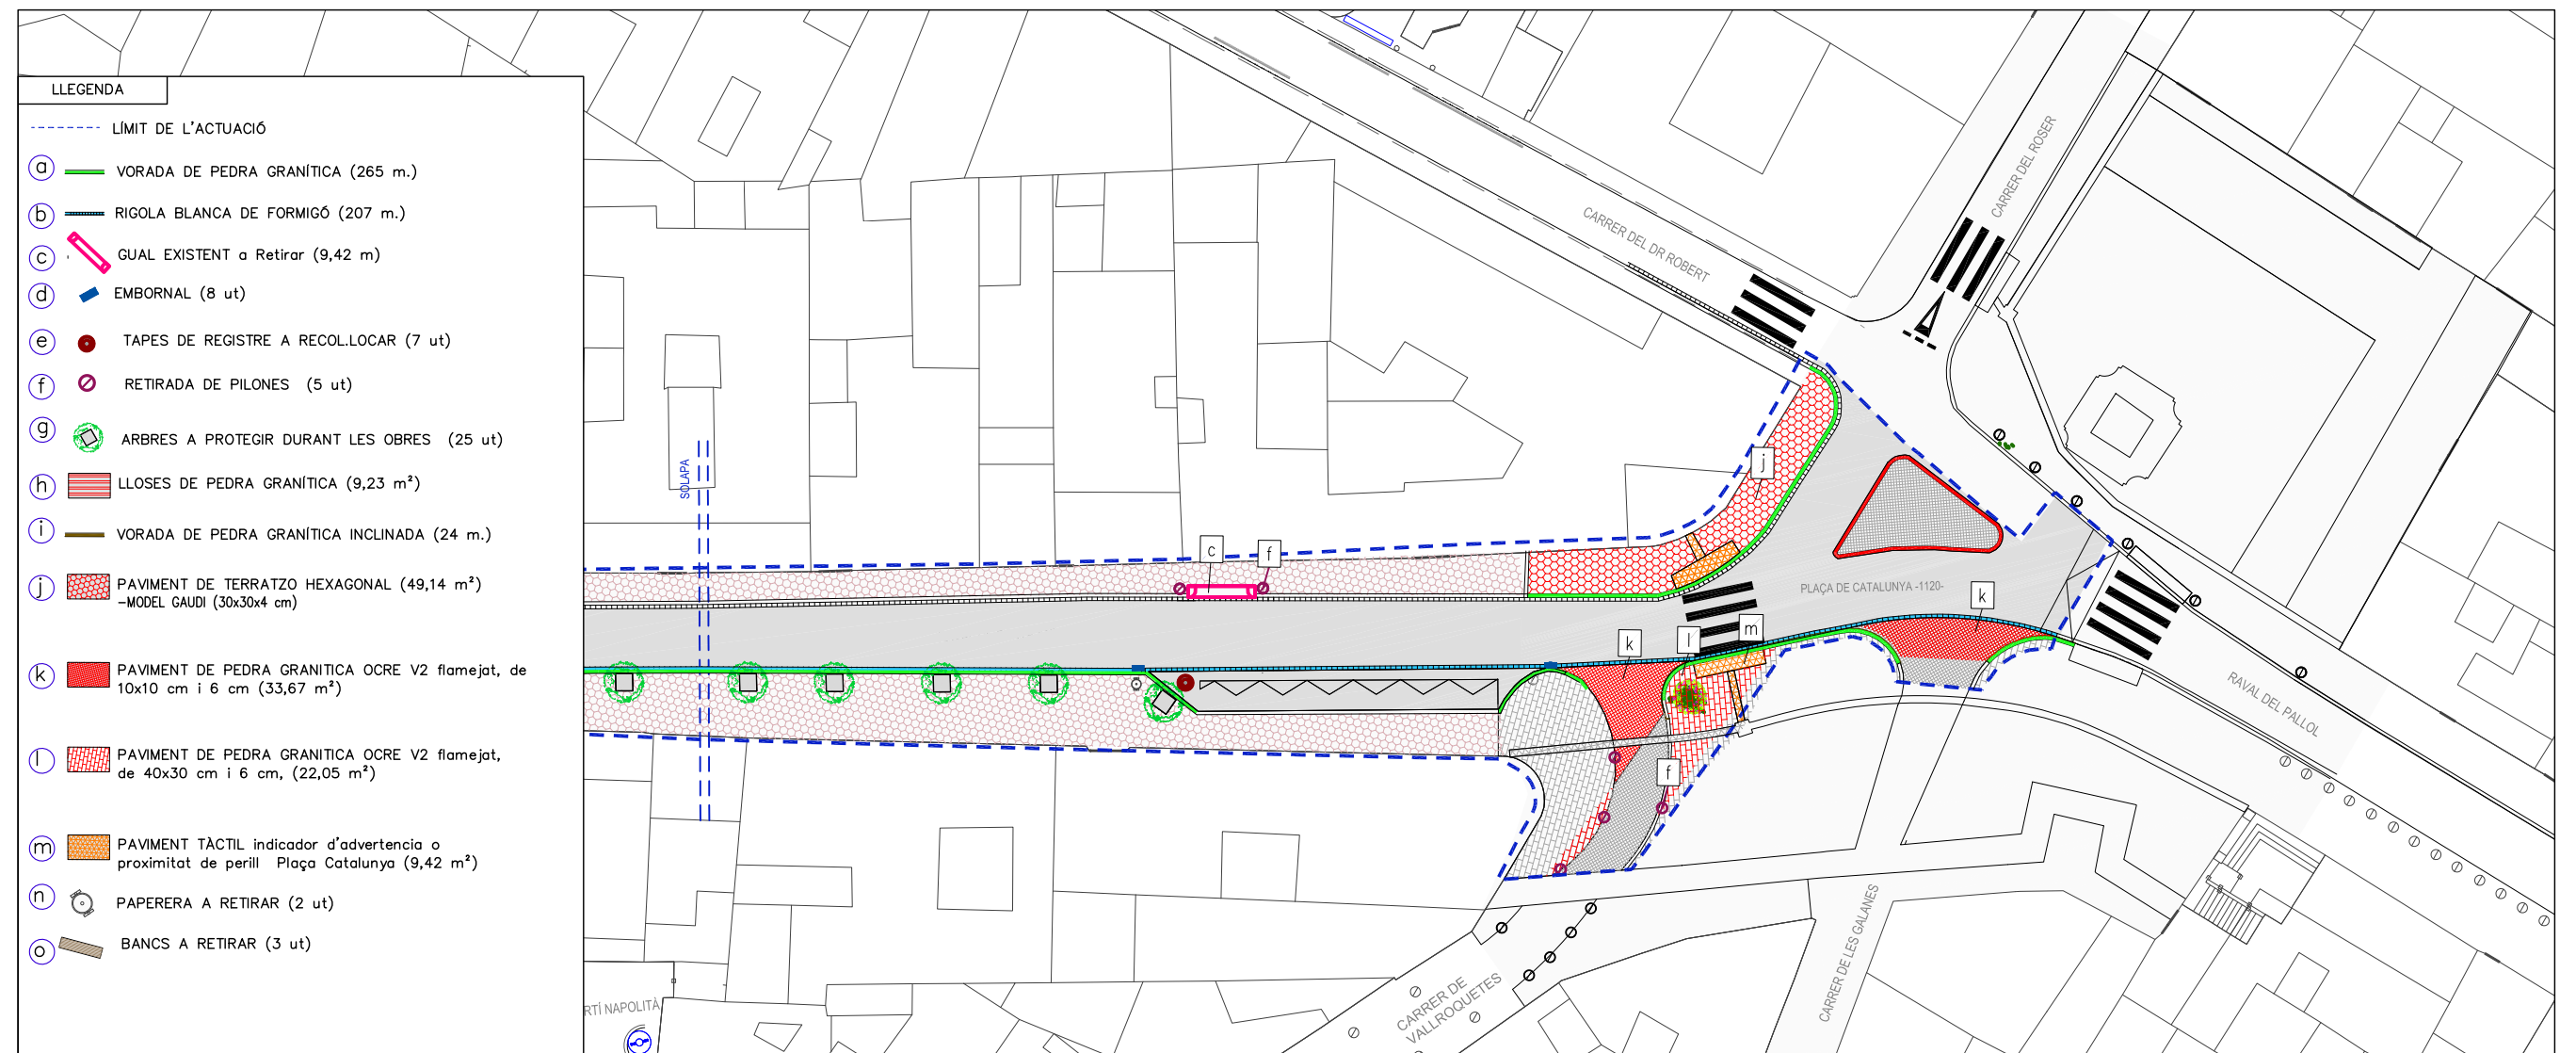 LLEGENDA
LÍMIT DE L'ACTUACIÓ
a VORADA DE PEDRA GRANÍTICA (265 m.)
b RIGOLA BLANCA DE FORMIGÓ (207 m.)
c GUAL EXISTENT a Retirar (9,42 m)
d EMBORNAL (8 ut)
e TAPES DE REGISTRE A RECOL.LOCAR (7 ut)
f RETIRADA DE PILONES (5 ut)
g ARBRES A PROTEGIR DURANT LES OBRES (25 ut)
h LLOSES DE PEDRA GRANÍTICA (9,23 m²)
i VORADA DE PEDRA GRANÍTICA INCLINADA (24 m.)
j PAVIMENT DE TERRATZO HEXAGONAL (49,14 m²)
-MODEL GAUDI (30x30x4 cm)
k PAVIMENT DE PEDRA GRANITICA OCRE V2 flamejat, de
10x10 cm i 6 cm (33,67 m²)
l PAVIMENT DE PEDRA GRANITICA OCRE V2 flamejat,
de 40x30 cm i 6 cm, (22,05 m²)
m PAVIMENT TÀCTIL indicador d'advertencia o
proximitat de perill Plaça Catalunya (9,42 m²)
n PAPERERA A RETIRAR (2 ut)
o BANCS A RETIRAR (3 ut)
SOLAPA
CARRER DEL DR ROBERT
CARRER DEL ROSER
j
c
f
PLAÇA DE CATALUNYA -1120-
k
k
l
m
f
RAVAL DEL PALLOL
CARRER DE LES GALANES
CARRER DE
VALLROQUETES
RTÍ NAPOLITÀ